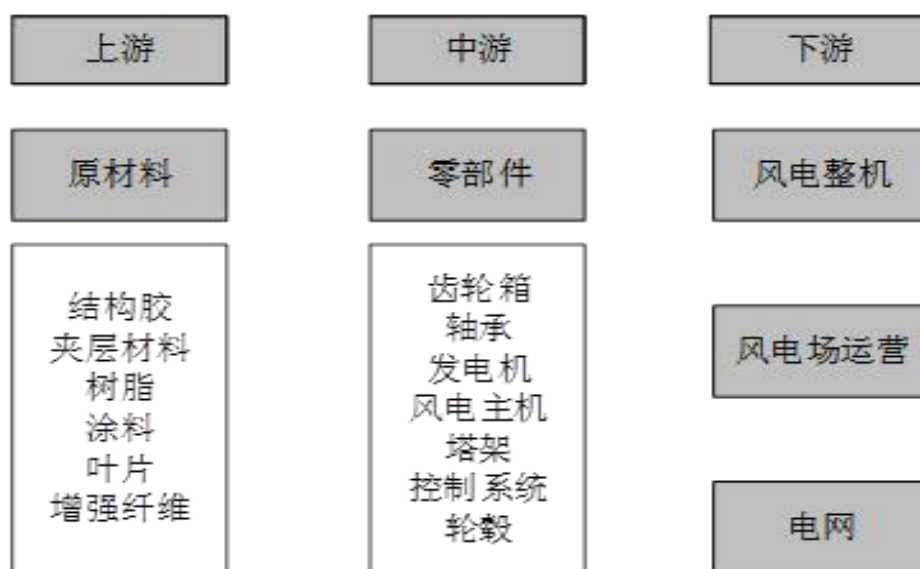 上游
中游
下游
原材料
零部件
风电整机
结构胶
夹层材料
树脂
涂料
叶片
增强纤维
齿轮箱
轴承
发电机
风电主机
塔架
控制系统
轮毂
风电场运营
电网